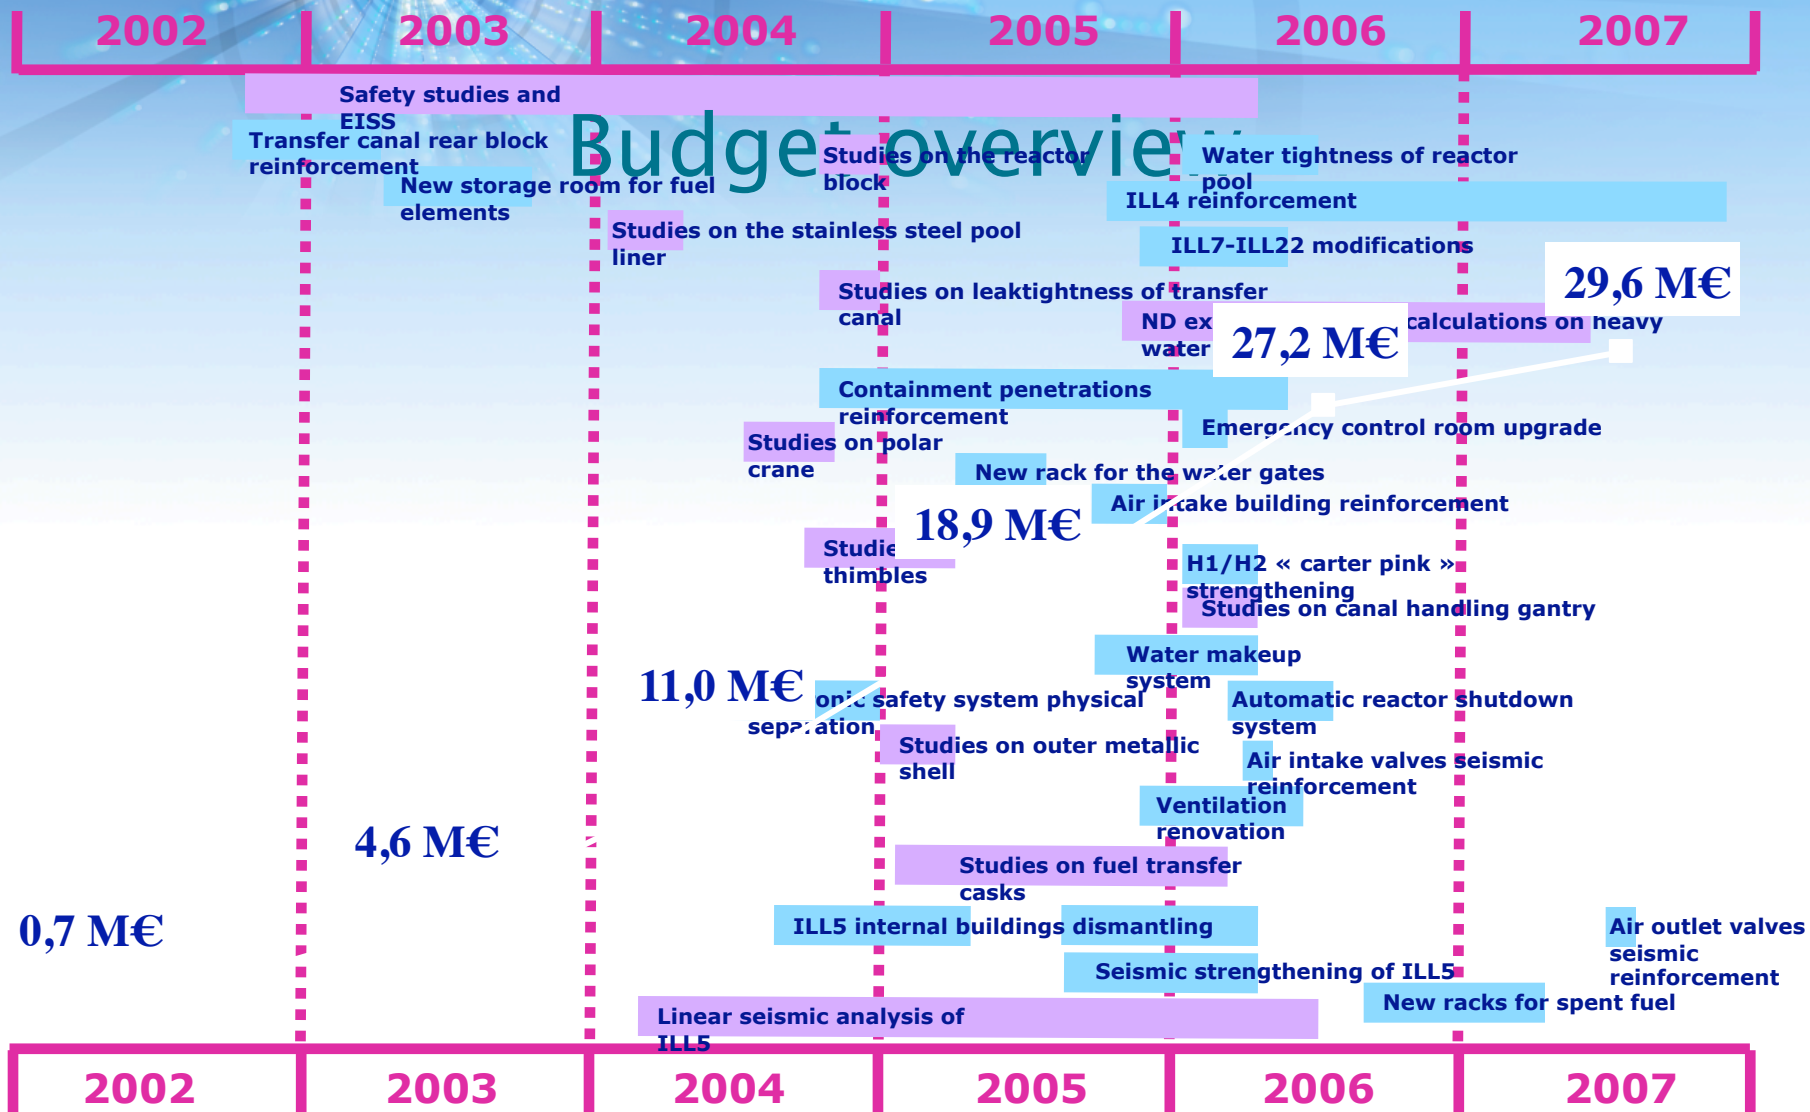 2002 2003 2004 2005 2006 2007
Safety studies and
EISS
Budget overview
Transfer canal rear block
reinforcement
Studies on the reactor
block
Water tightness of reactor
pool
New storage room for fuel
elements
ILL4 reinforcement
Studies on the stainless steel pool
liner
ILL7-ILL22 modifications
Studies on leaktightness of transfer
canal
29,6 M€
ND calculations on heavy
water
27,2 M€
Containment penetrations
reinforcement
Emergency control room upgrade
Studies on polar
crane
New rack for the water gates
Air intake building reinforcement
18,9 M€
thimbles
H1/H2 « carter pink »
strengthening
Studies on canal handling gantry
Water makeup
system
11,0 M€
safety system physical
separation
Automatic reactor shutdown
system
Studies on outer metallic
shell
Air intake valves seismic
reinforcement
Ventilation
renovation
4,6 M€
Studies on fuel transfer
casks
0,7 M€
ILL5 internal buildings dismantling
Air outlet valves
seismic
reinforcement
Seismic strengthening of ILL5
New racks for spent fuel
Linear seismic analysis of
ILL5
2002 2003 2004 2005 2006 2007